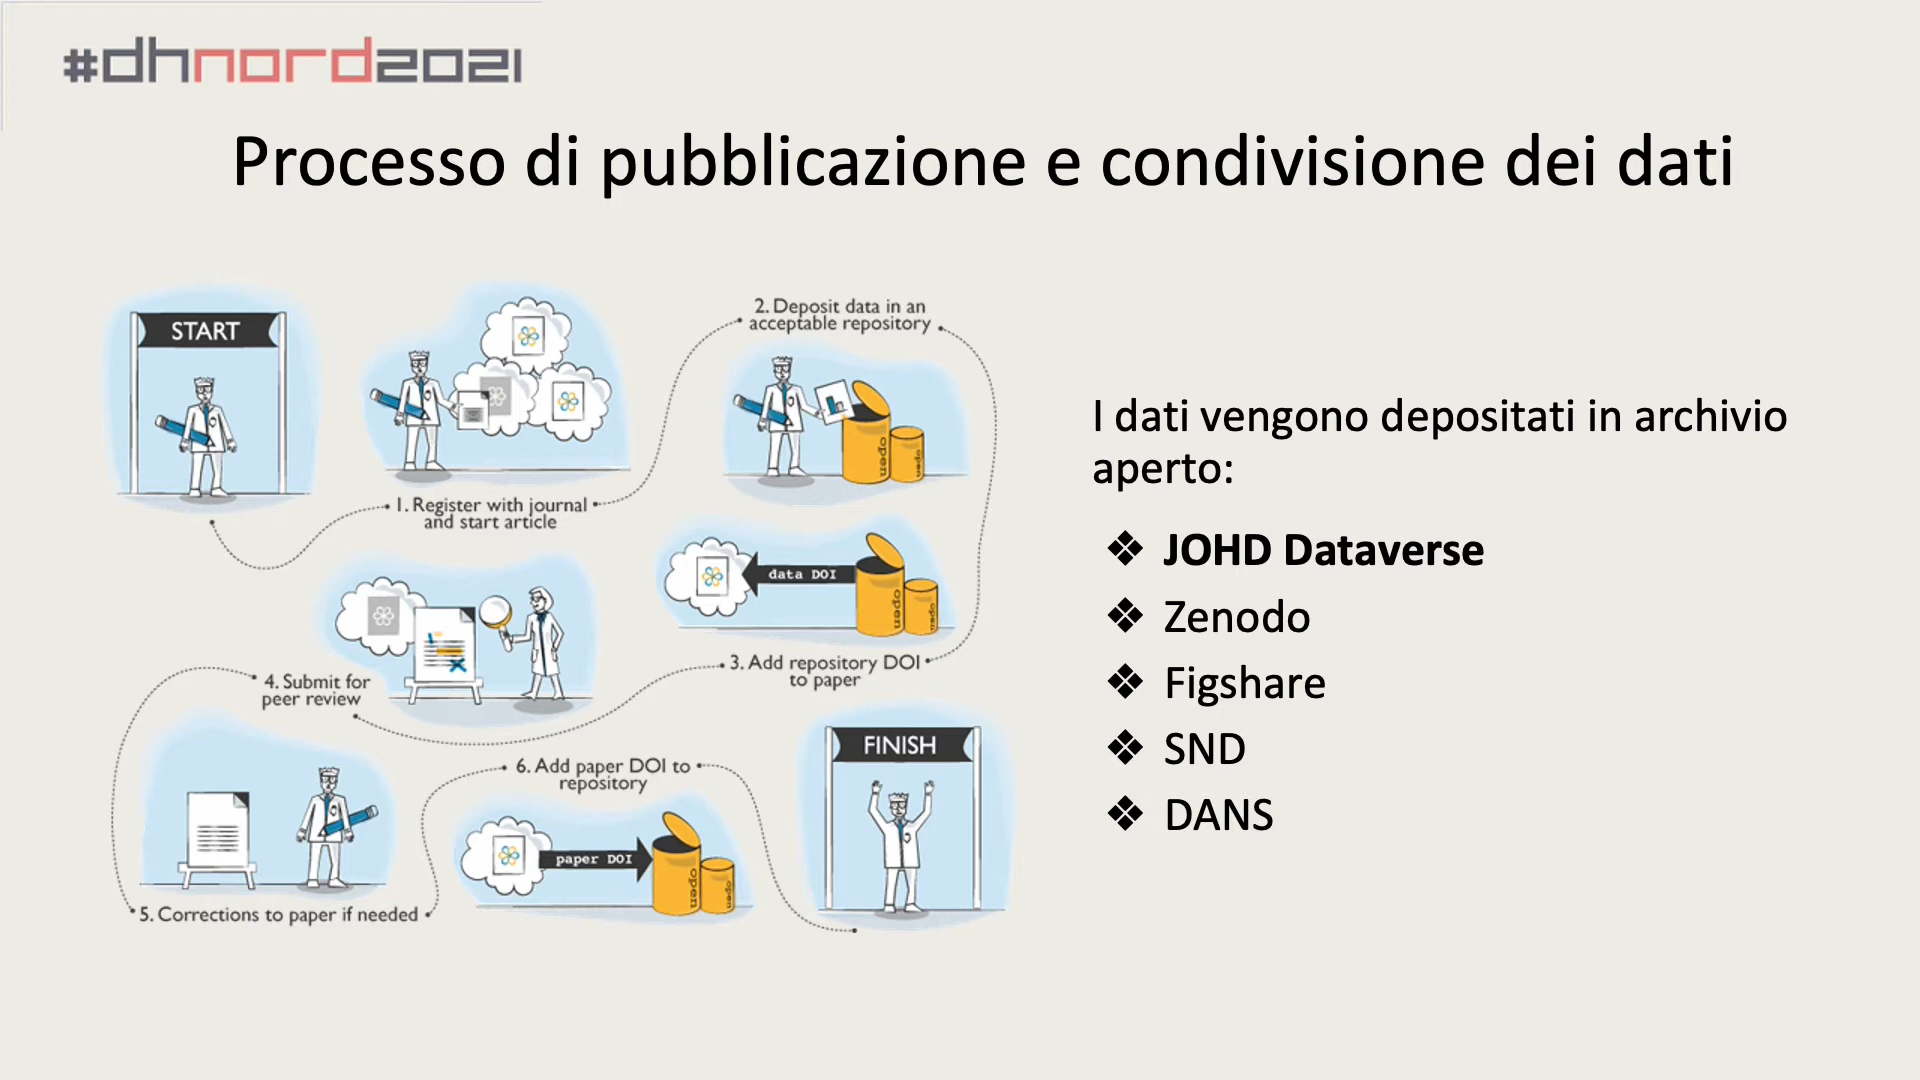 #dhnord2021
Processo di pubblicazione e condivisione dei dati
START
1. Register with journal
and start article
2. Deposit data in an
acceptable repository
open
open
data DOI
open
open
3. Add repository DOI
to paper
4. Submit for
peer review
5. Corrections to paper if needed
6. Add paper DOI to
repository
paper DOI
open
open
FINISH
I dati vengono depositati in archivio
aperto:
❖ JOHD Dataverse
❖ Zenodo
❖ Figshare
❖ SND
❖ DANS